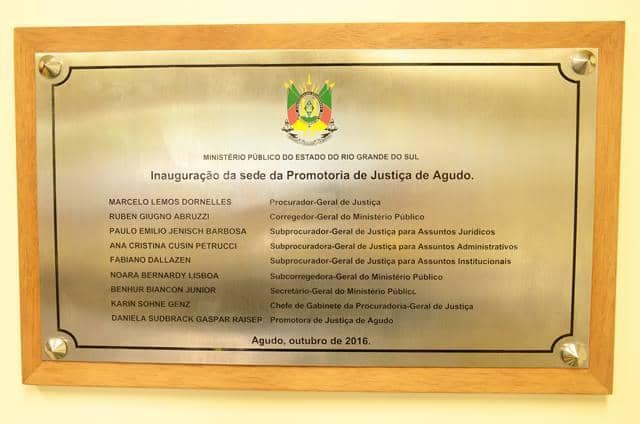 MINISTÉRIO PÚBLICO DO ESTADO DO RIO GRANDE DO SUL
Inauguração da sede da Promotoria de Justiça de Agudo.
MARCELO LEMOS DORNELLES Procurador-Geral de Justiça
RUBEN GIUGNO ABRUZZI Corregedor-Geral do Ministério Público
PAULO EMILIO JENISCH BARBOSA Subprocurador-Geral de Justiça para Assuntos Jurídicos
ANA CRISTINA CUSIN PETRUCCI Subprocuradora-Geral de Justiça para Assuntos Administrativos
FABIANO DALLAZEN Subprocurador-Geral de Justiça para Assuntos Institucionais
NOARA BERNARDY LISBOA Subcorregedora-Geral do Ministério Público
BENHUR BIANCON JUNIOR Secretário-Geral do Ministério Público
KARIN SOHNE GENZ Chefe de Gabinete da Procuradoria-Geral de Justiça
DANIELA SUDBRACK GASPAR RAISER Promotora de Justiça de Agudo
Agudo, outubro de 2016.